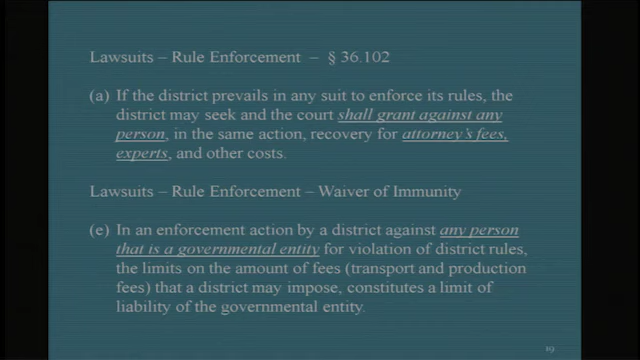 Lawsuits – Rule Enforcement – § 36.102
(a) If the district prevails in any suit to enforce its rules, the
district may seek and the court shall grant against any
person, in the same action, recovery for attorney's fees,
experts, and other costs.
Lawsuits – Rule Enforcement – Waiver of Immunity
(e) In an enforcement action by a district against any person
that is a governmental entity for violation of district rules,
the limits on the amount of fees (transport and production
fees) that a district may impose, constitutes a limit of
liability of the governmental entity.
19